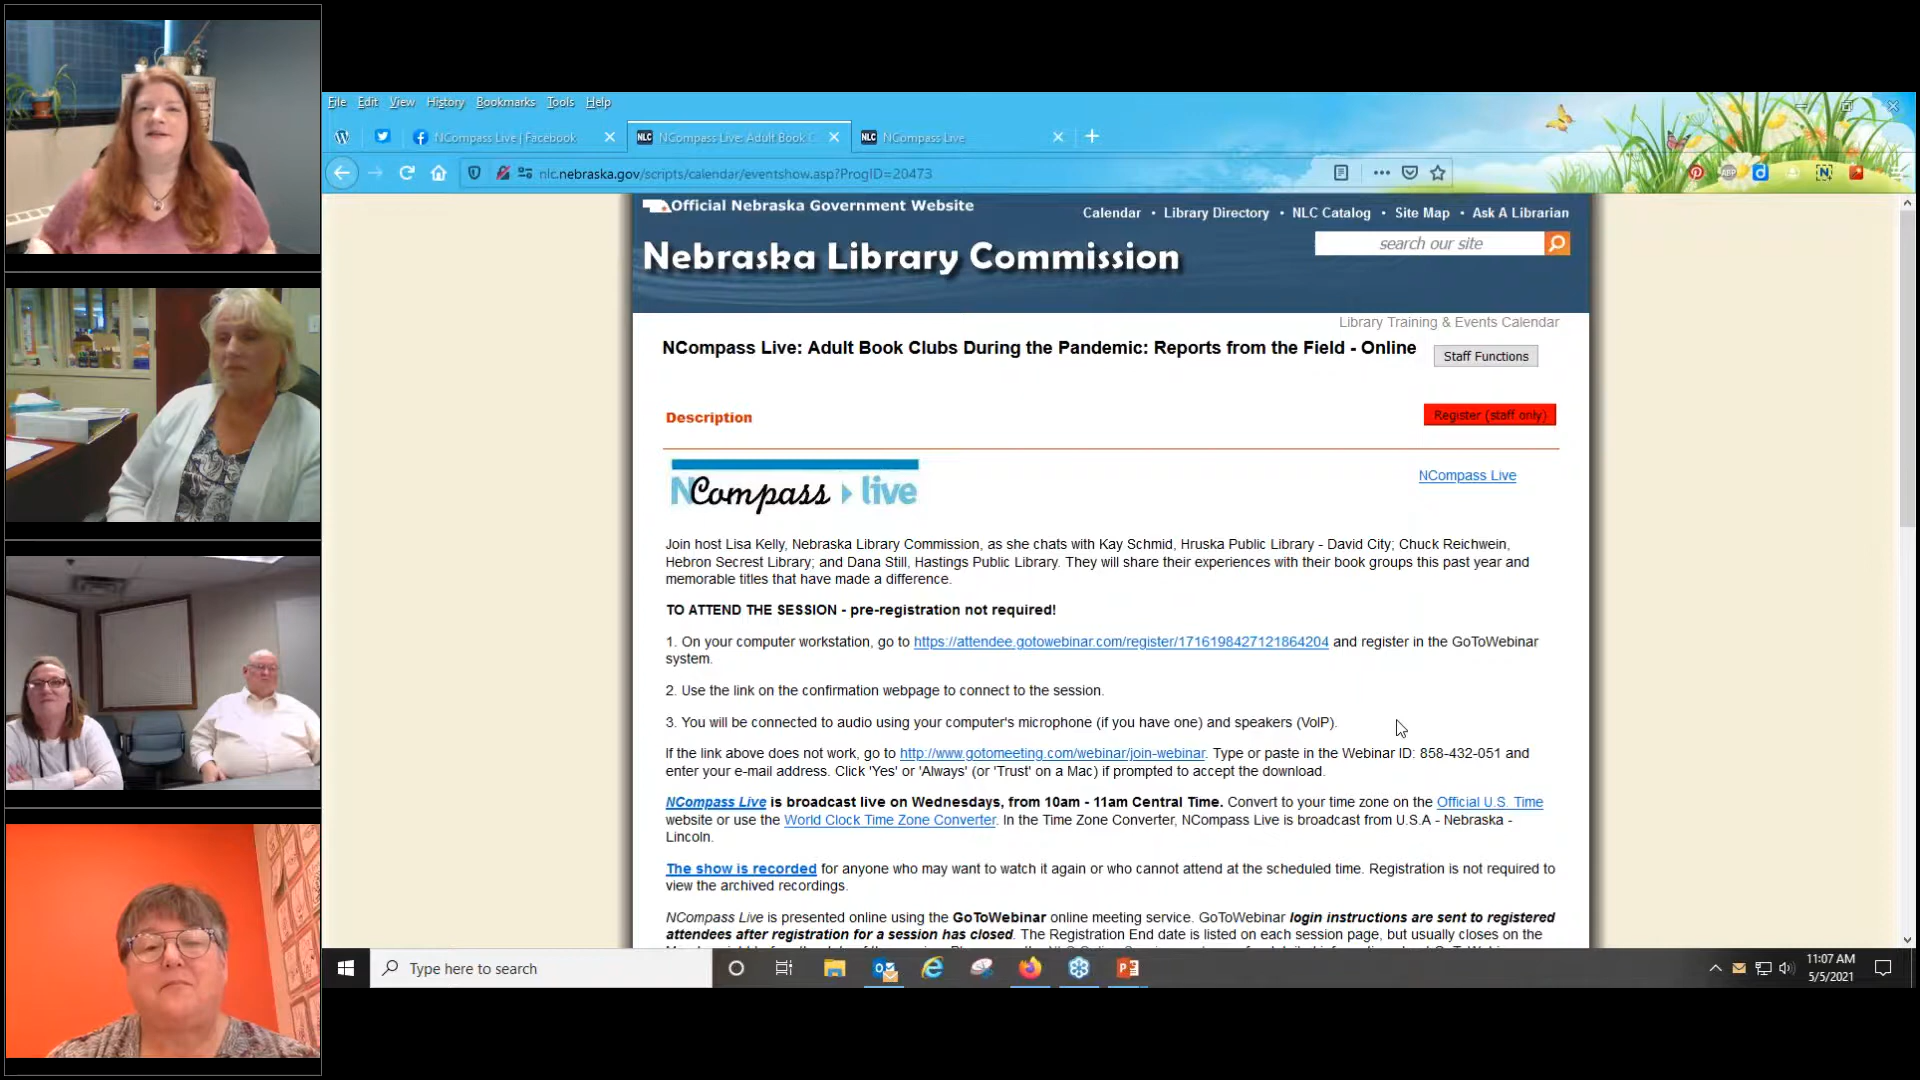 File Edit View History Bookmarks Tools Help
NCompass Live | Facebook
NLC NCompass Live: Adult Book C
NLC NCompass Live
nlc.nebraska.gov/scripts/calendar/eventshow.asp?ProgID=20473
Official Nebraska Government Website
Calendar • Library Directory • NLC Catalog • Site Map • Ask A Librarian
Nebraska Library Commission
search our site
Library Training & Events Calendar
NCompass Live: Adult Book Clubs During the Pandemic: Reports from the Field - Online
Staff Functions
Description
Register (staff only)
NCompass live
NCompass Live
Join host Lisa Kelly, Nebraska Library Commission, as she chats with Kay Schmid, Hruska Public Library - David City; Chuck Reichwein,
Hebron Secrest Library; and Dana Still, Hastings Public Library. They will share their experiences with their book groups this past year and
memorable titles that have made a difference.
TO ATTEND THE SESSION - pre-registration not required!
1. On your computer workstation, go to https://attendee.gotowebinar.com/register/1716198427121864204 and register in the GoToWebinar
system.
2. Use the link on the confirmation webpage to connect to the session.
3. You will be connected to audio using your computer's microphone (if you have one) and speakers (VoIP).
If the link above does not work, go to http://www.gotomeeting.com/webinar/join-webinar. Type or paste in the Webinar ID: 858-432-051 and
enter your e-mail address. Click 'Yes' or 'Always' (or 'Trust' on a Mac) if prompted to accept the download.
NCompass Live is broadcast live on Wednesdays, from 10am - 11am Central Time. Convert to your time zone on the Official U.S. Time
website or use the World Clock Time Zone Converter. In the Time Zone Converter, NCompass Live is broadcast from U.S.A - Nebraska -
Lincoln.
The show is recorded for anyone who may want to watch it again or who cannot attend at the scheduled time. Registration is not required to
view the archived recordings.
NCompass Live is presented online using the GoToWebinar online meeting service. GoToWebinar login instructions are sent to registered
attendees after registration for a session has closed. The Registration End date is listed on each session page, but usually closes on the
Type here to search
11:07 AM
5/5/2021